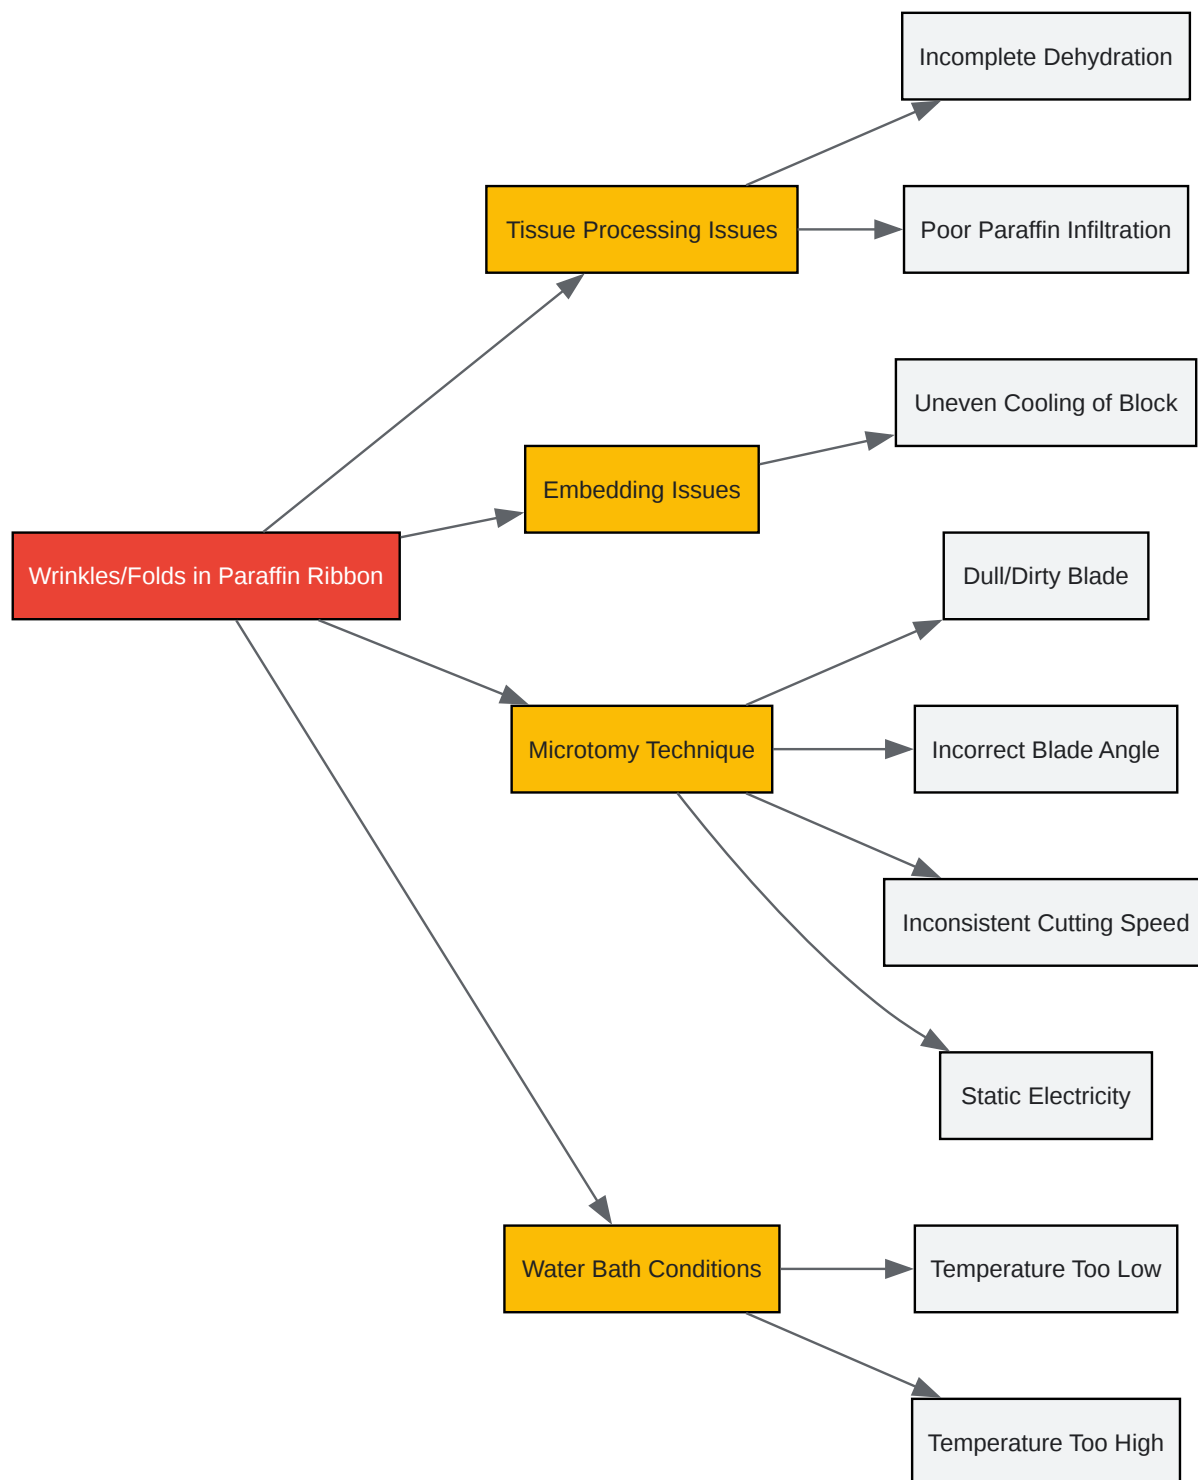 Incomplete Dehydration
Tissue Processing Issues
Poor Paraffin Infiltration
Uneven Cooling of Block
Embedding Issues
Wrinkles/Folds in Paraffin Ribbon
Dull/Dirty Blade
Microtomy Technique
Incorrect Blade Angle
Inconsistent Cutting Speed
Static Electricity
Water Bath Conditions
Temperature Too Low
Temperature Too High